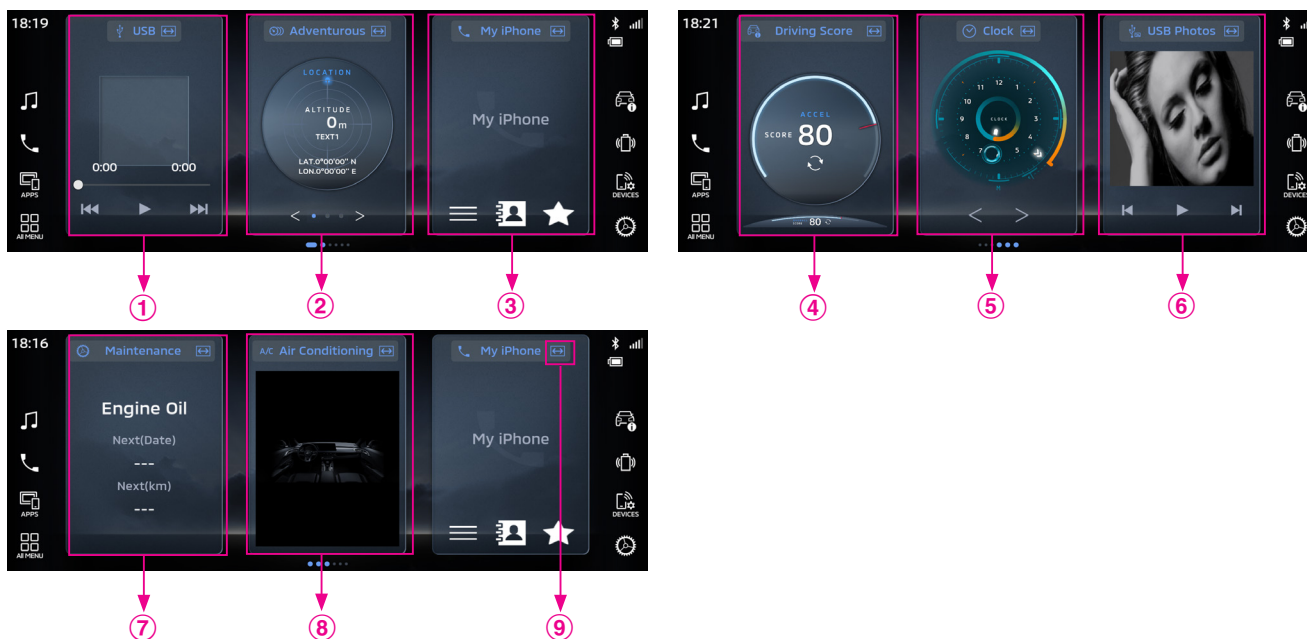 18:19
USB
0:00 0:00
APPS
All MENU
Adventurous
LOCATION
N
ALTITUDE
0 m
TEXT1
LAT.0°00'00" N
LON.0°00'00" E
< >
My iPhone
My iPhone
DEVICES
1 2 3
18:21
APPS
All MENU
Driving Score
ACCEL
SCORE 80
80
Clock
12
11 1
10 2
9 CLOCK 3
8 4
7 5
< >
USB Photos
DEVICES
4 5 6
18:16
APPS
All MENU
Maintenance
Engine Oil
Next(Date)
---
Next(km)
---
A/C Air Conditioning
My iPhone
My iPhone
DEVICES
7 8 9